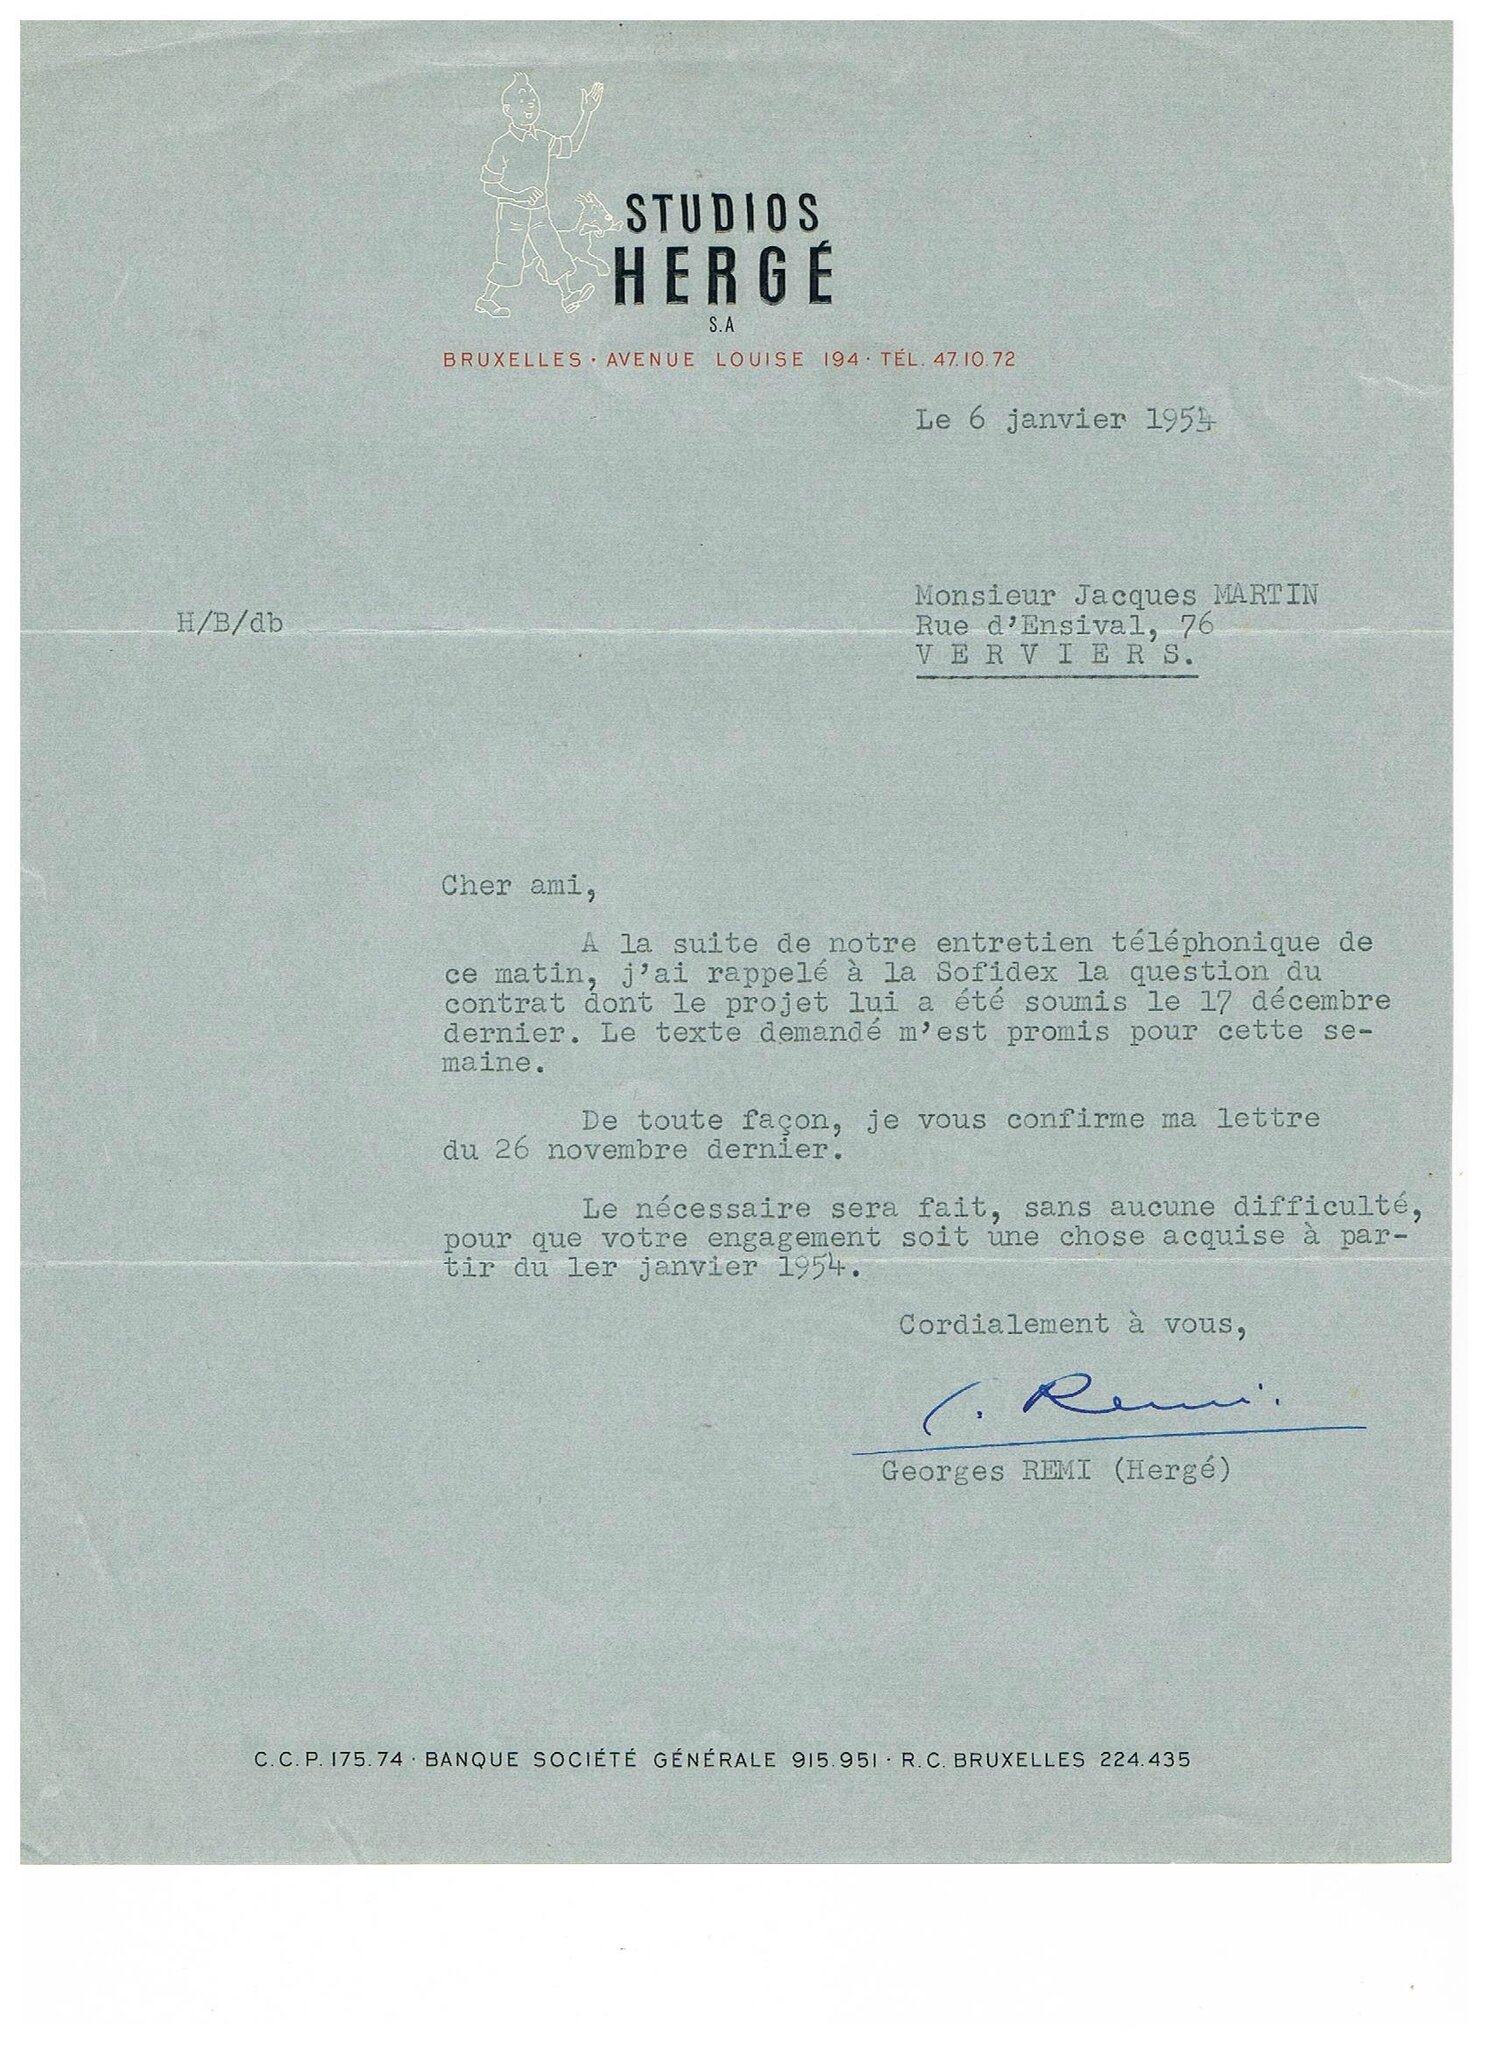 STUDIOS
HERGÉ
S.A
BRUXELLES · AVENUE LOUISE 194 · TÉL. 47.10.72
Le 6 janvier 1954
Monsieur Jacques MARTIN
H/B/db
Rue d'Ensival, 76
V E R V I E R S.
Cher ami,
A la suite de notre entretien téléphonique de
ce matin, j'ai rappelé à la Sofidex la question du
contrat dont le projet lui a été soumis le 17 décembre
dernier. Le texte demandé m'est promis pour cette se-
maine.
De toute façon, je vous confirme ma lettre
du 26 novembre dernier.
Le nécessaire sera fait, sans aucune difficulté,
pour que votre engagement soit une chose acquise à par-
tir du 1er janvier 1954.
Cordialement à vous,
G. Remi.
Georges REMI (Hergé)
C.C.P. 175.74 · BANQUE SOCIÉTÉ GÉNÉRALE 915.951 · R.C. BRUXELLES 224.435